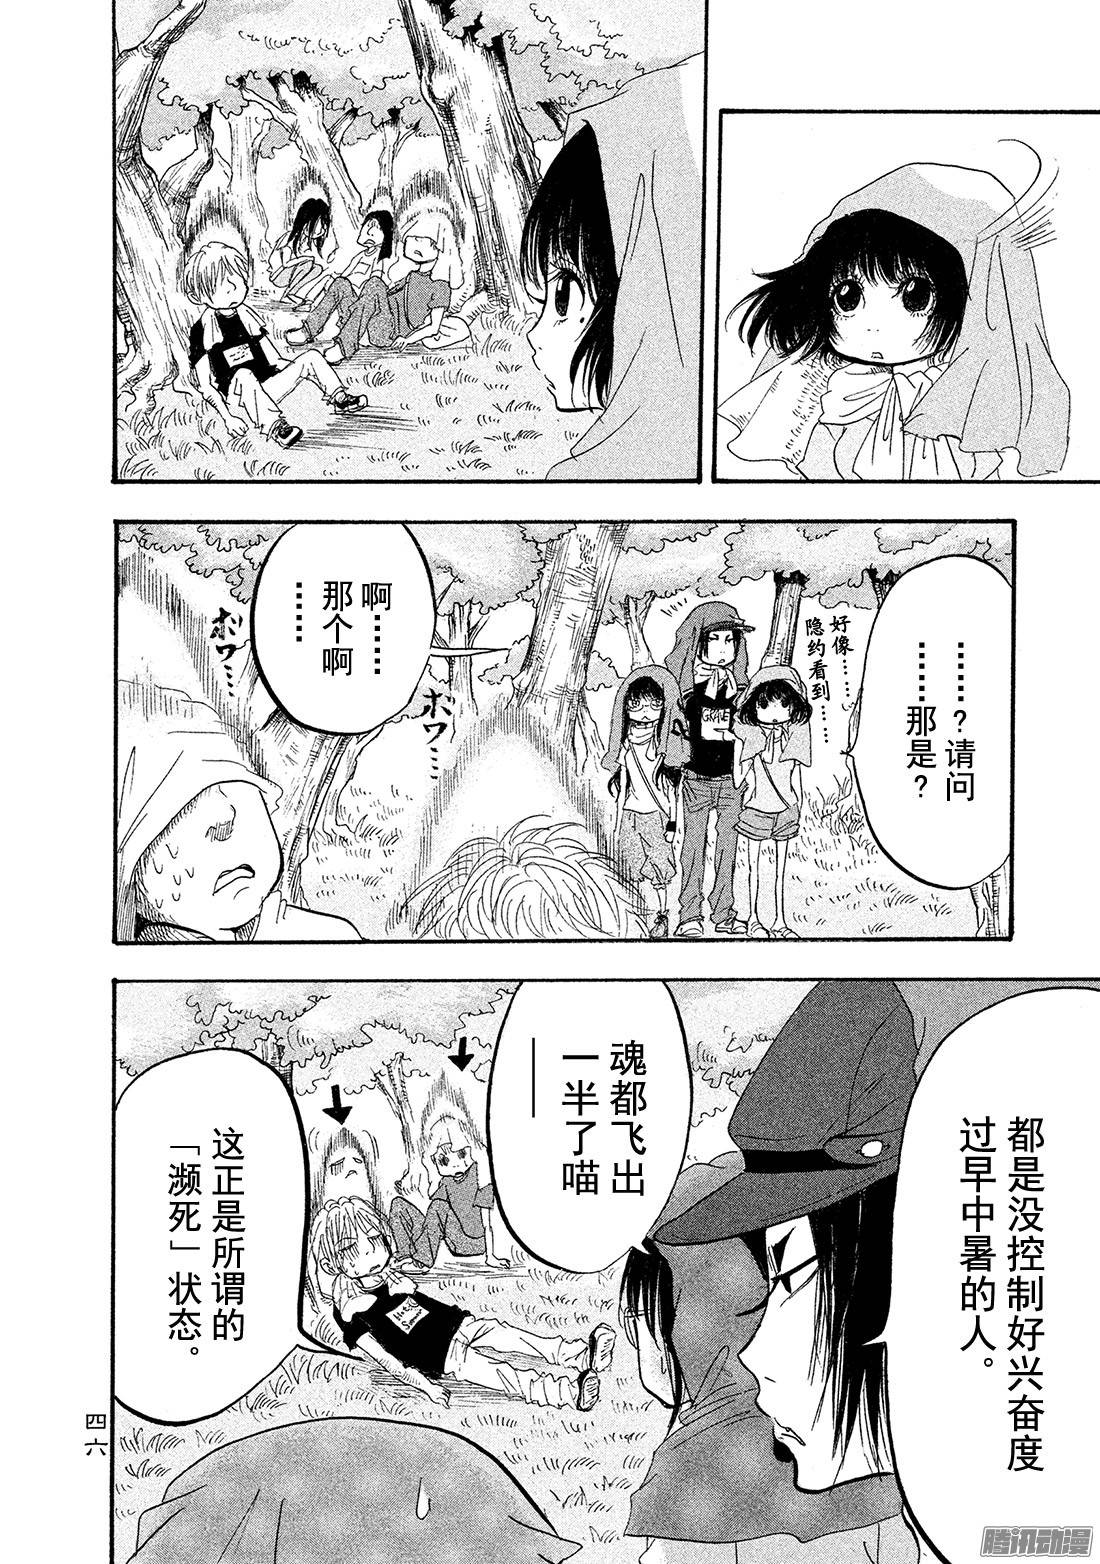 ………？请问
……那是？
好像……
隐约看到……
GRAVE
啊……
那个啊
……
ホワ…
ホワ…
都是没控制好兴奋度
过早中暑的人。
魂都飞出
一半了喵
——
这正是所谓的
「濒死」状态。
四六
腾讯动漫